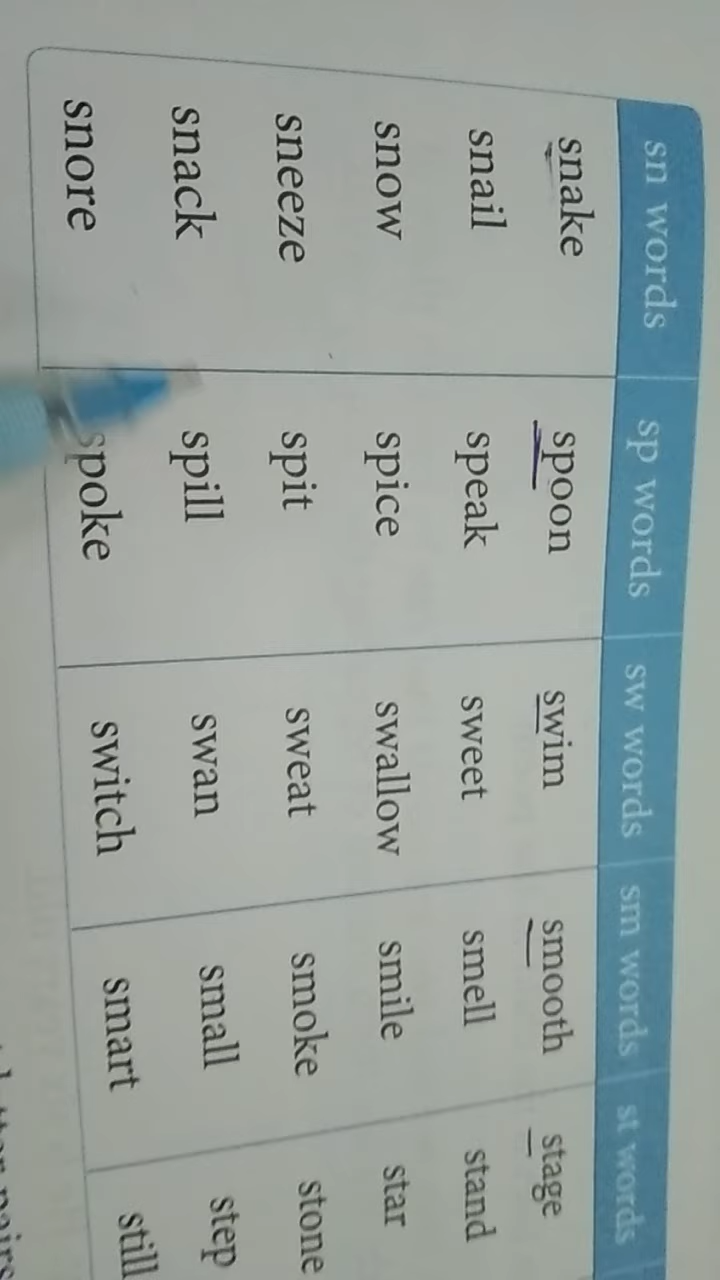 sn words sp words sw words sm words st words
snake spoon swim smooth stage
snail speak sweet smell stand
snow spice swallow smile star
sneeze spit sweat smoke stone
snack spill swan small step
snore spoke switch smart still